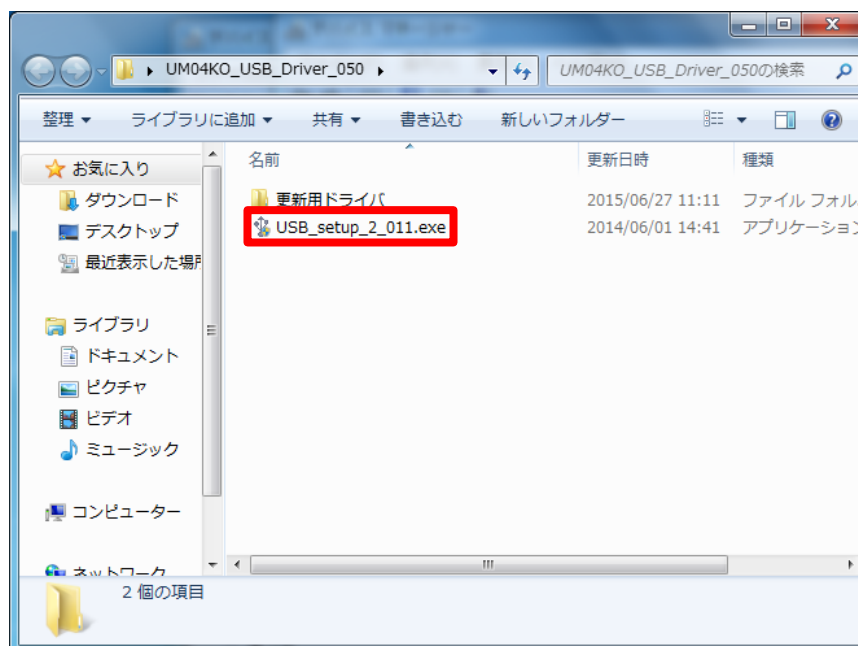 UM04KO_USB_Driver_050
UM04KO_USB_Driver_050の検索
整理 ライブラリに追加 共有 書き込む 新しいフォルダー
名前 更新日時 種類
お気に入り
ダウンロード
デスクトップ
最近表示した場所
ライブラリ
ドキュメント
ピクチャ
ビデオ
ミュージック
コンピューター
ネットワーク
更新用ドライバ 2015/06/27 11:11 ファイル フォル
USB_setup_2_011.exe 2014/06/01 14:41 アプリケーション
2 個の項目